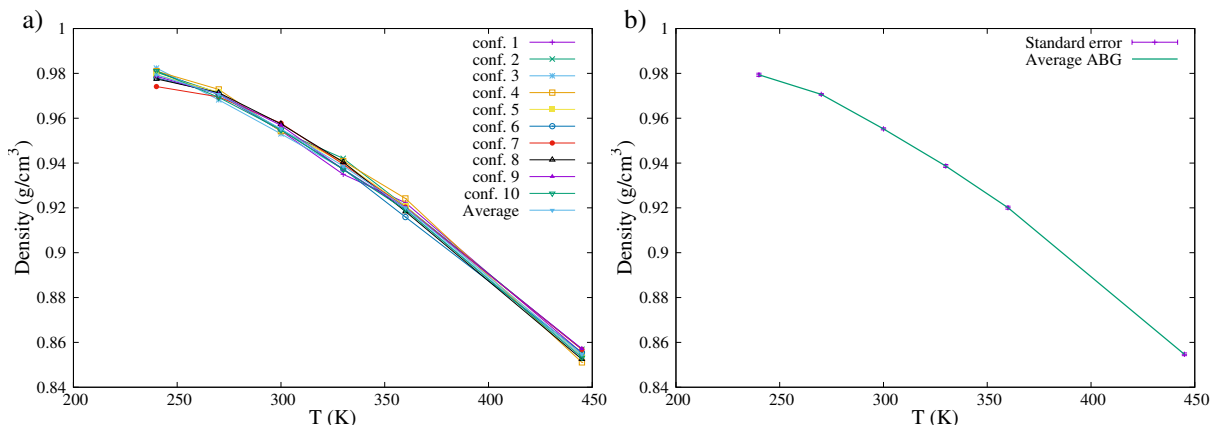 a)
1
0.98
0.96
0.94
0.92
0.9
0.88
0.86
0.84
200
250
300
350
400
450
Density (g/cm³)
T (K)
conf. 1
conf. 2
conf. 3
conf. 4
conf. 5
conf. 6
conf. 7
conf. 8
conf. 9
conf. 10
Average
b)
1
0.98
0.96
0.94
0.92
0.9
0.88
0.86
0.84
200
250
300
350
400
450
Density (g/cm³)
T (K)
Standard error
Average ABG